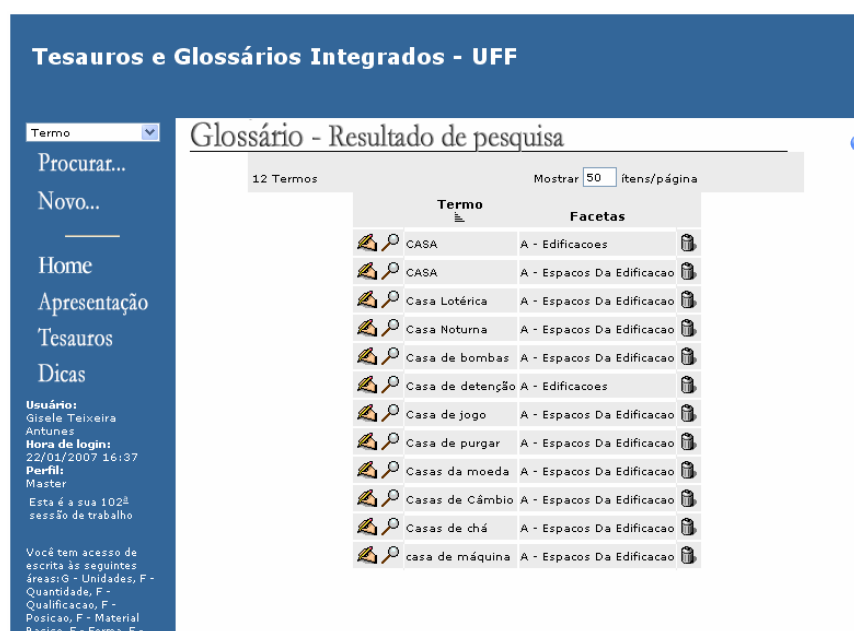 Tesauros e Glossários Integrados - UFF
Termo
Procurar...
Novo...
Home
Apresentação
Tesauros
Dicas
Usuário:
Gisele Teixeira
Antunes
Hora de login:
22/01/2007 16:37
Perfil:
Master
Esta é a sua 102ª
sessão de trabalho
Você tem acesso de
escrita às seguintes
áreas:G - Unidades, F -
Quantidade, F -
Qualificacao, F -
Posicao, F - Material
Basico, F - Forma, F -
Glossário - Resultado de pesquisa
12 Termos Mostrar 50 ítens/página
Termo Facetas
CASA A - Edificacoes
CASA A - Espacos Da Edificacao
Casa Lotérica A - Espacos Da Edificacao
Casa Noturna A - Espacos Da Edificacao
Casa de bombas A - Espacos Da Edificacao
Casa de detenção A - Edificacoes
Casa de jogo A - Espacos Da Edificacao
Casa de purgar A - Espacos Da Edificacao
Casas da moeda A - Espacos Da Edificacao
Casas de Câmbio A - Espacos Da Edificacao
Casas de chá A - Espacos Da Edificacao
casa de máquina A - Espacos Da Edificacao